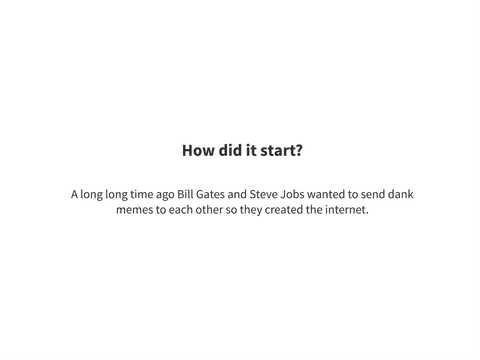 How did it start?
A long long time ago Bill Gates and Steve Jobs wanted to send dank
memes to each other so they created the internet.